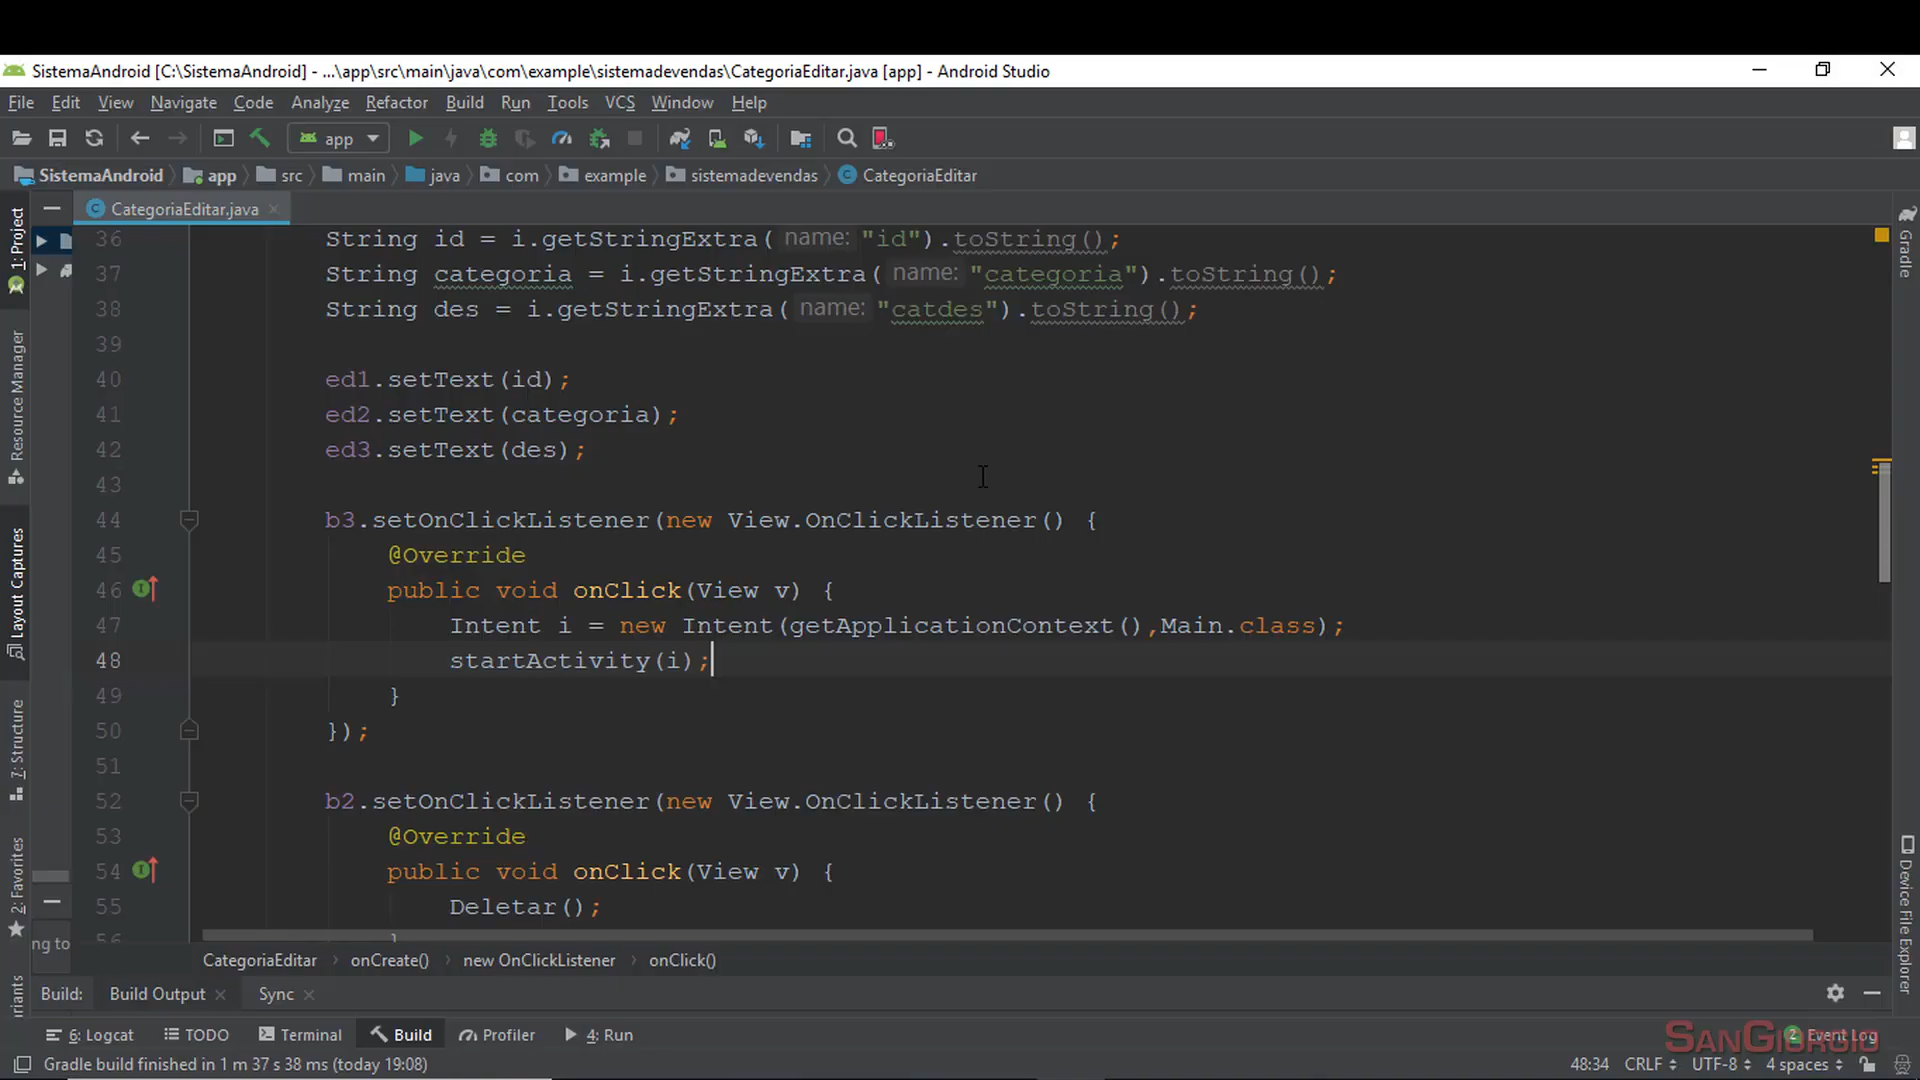 SistemaAndroid [C:\SistemaAndroid] - ...\app\src\main\java\com\example\sistemadevendas\CategoriaEditar.java [app] - Android Studio
File Edit View Navigate Code Analyze Refactor Build Run Tools VCS Window Help
app
SistemaAndroid app src main java com example sistemadevendas CategoriaEditar
CategoriaEditar.java
1: Project
Resource Manager
Layout Captures
7: Structure
2: Favorites
ng to
36 String id = i.getStringExtra( name: "id").toString();
37 String categoria = i.getStringExtra( name: "categoria").toString();
38 String des = i.getStringExtra( name: "catdes").toString();
39
40 ed1.setText(id);
41 ed2.setText(categoria);
42 ed3.setText(des);
43
44 b3.setOnClickListener(new View.OnClickListener() {
45 @Override
46 public void onClick(View v) {
47 Intent i = new Intent(getApplicationContext(),Main.class);
48 startActivity(i);
49 }
50 });
51
52 b2.setOnClickListener(new View.OnClickListener() {
53 @Override
54 public void onClick(View v) {
55 Deletar();
56 }
Gradle
Device File Explorer
CategoriaEditar onCreate() new OnClickListener onClick()
Build: Build Output Sync
6: Logcat TODO Terminal Build Profiler 4: Run 2 Event Log
SanGiorgio
Gradle build finished in 1 m 37 s 38 ms (today 19:08) 48:34 CRLF UTF-8 4 spaces